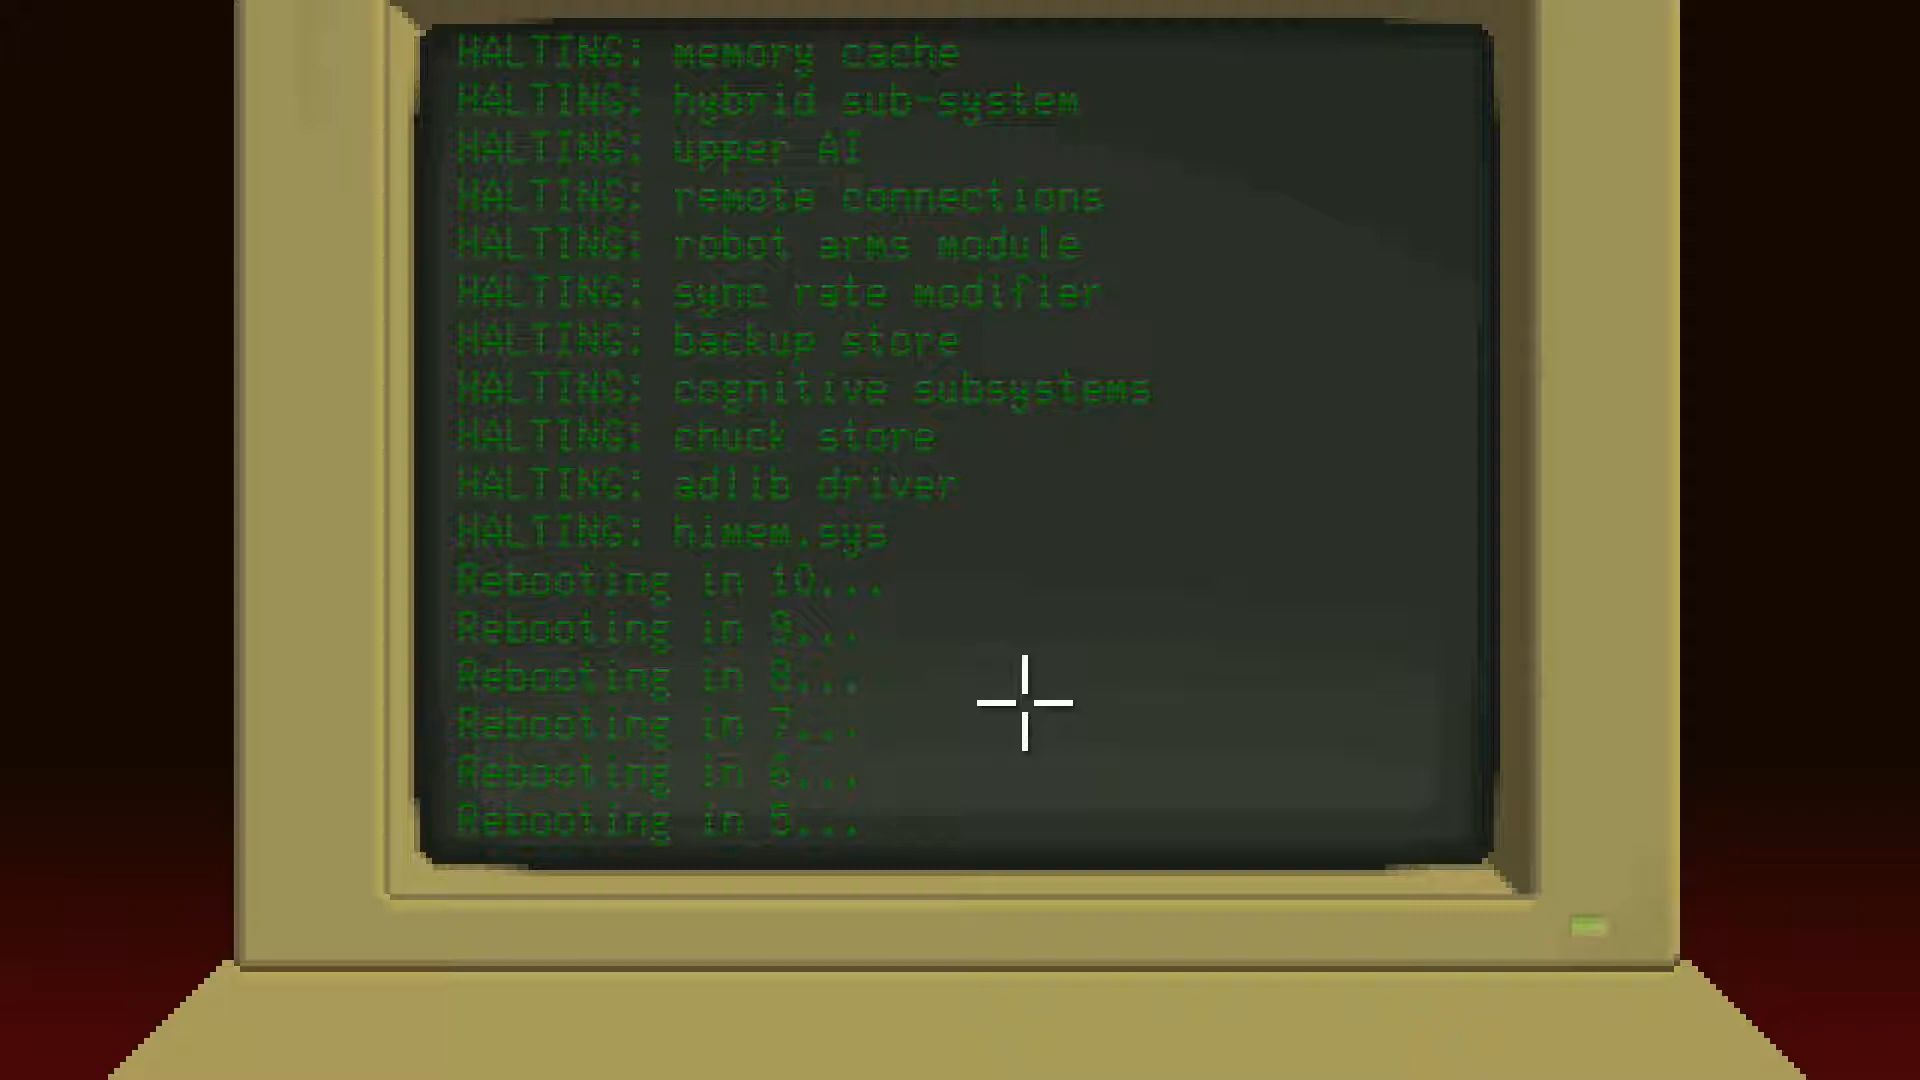 HALTING: memory cache
HALTING: hybrid sub-system
HALTING: upper AI
HALTING: remote connections
HALTING: robot arms module
HALTING: sync rate modifier
HALTING: backup store
HALTING: cognitive subsystems
HALTING: chuck store
HALTING: adlib driver
HALTING: himem.sys
Rebooting in 10...
Rebooting in 9...
Rebooting in 8...
Rebooting in 7...
Rebooting in 6...
Rebooting in 5...